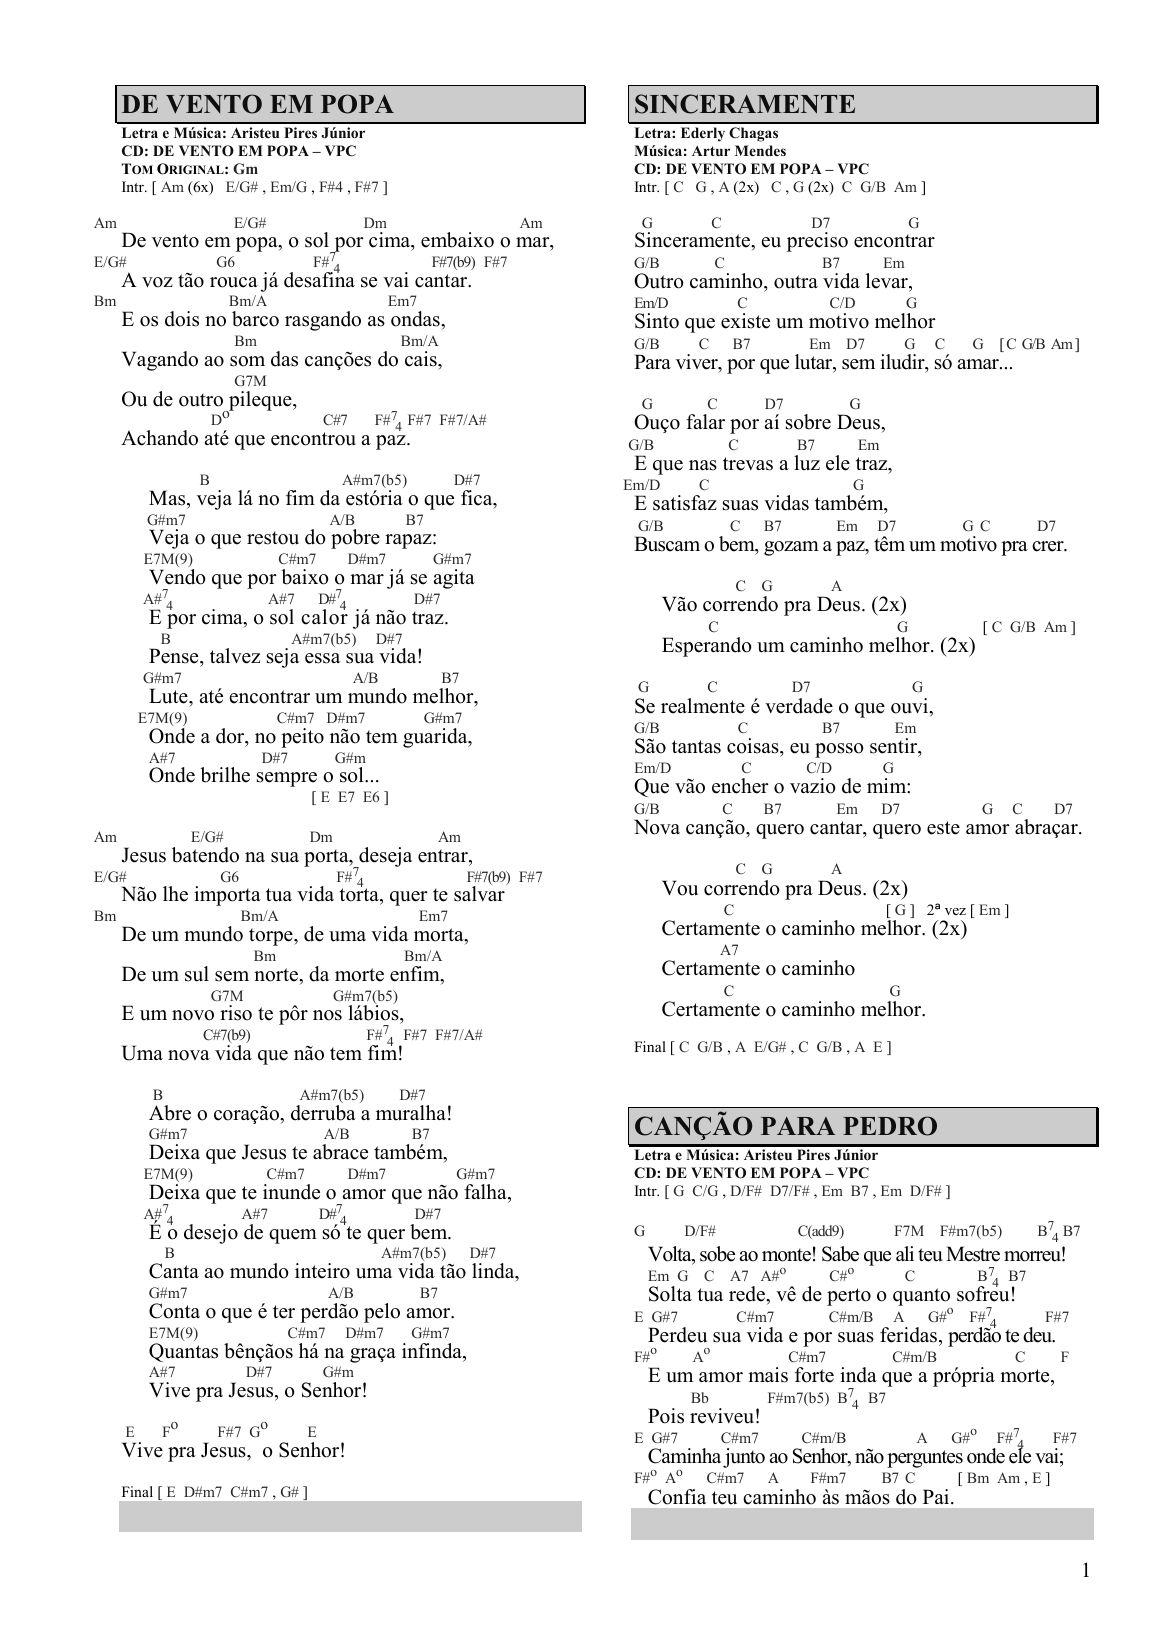 DE VENTO EM POPA
Letra e Música: Aristeu Pires Júnior
CD: DE VENTO EM POPA – VPC
TOM ORIGINAL: Gm
Intr. [ Am (6x) E/G# , Em/G , F#4 , F#7 ]
Am E/G# Dm Am
De vento em popa, o sol por cima, embaixo o mar,
E/G# G6 F#7 4 F#7(b9) F#7
A voz tão rouca já desafina se vai cantar.
Bm Bm/A Em7
E os dois no barco rasgando as ondas,
Bm Bm/A
Vagando ao som das canções do cais,
G7M
Ou de outro pileque,
Do C#7 F#7 4 F#7 F#7/A#
Achando até que encontrou a paz.
B A#m7(b5) D#7
Mas, veja lá no fim da estória o que fica,
G#m7 A/B B7
Veja o que restou do pobre rapaz:
E7M(9) C#m7 D#m7 G#m7
Vendo que por baixo o mar já se agita
A#7 4 A#7 D#7 4 D#7
E por cima, o sol calor já não traz.
B A#m7(b5) D#7
Pense, talvez seja essa sua vida!
G#m7 A/B B7
Lute, até encontrar um mundo melhor,
E7M(9) C#m7 D#m7 G#m7
Onde a dor, no peito não tem guarida,
A#7 D#7 G#m
Onde brilhe sempre o sol...
[ E E7 E6 ]
Am E/G# Dm Am
Jesus batendo na sua porta, deseja entrar,
E/G# G6 F#7 4 F#7(b9) F#7
Não lhe importa tua vida torta, quer te salvar
Bm Bm/A Em7
De um mundo torpe, de uma vida morta,
Bm Bm/A
De um sul sem norte, da morte enfim,
G7M G#m7(b5)
E um novo riso te pôr nos lábios,
C#7(b9) F#7 4 F#7 F#7/A#
Uma nova vida que não tem fim!
B A#m7(b5) D#7
Abre o coração, derruba a muralha!
G#m7 A/B B7
Deixa que Jesus te abrace também,
E7M(9) C#m7 D#m7 G#m7
Deixa que te inunde o amor que não falha,
A#7 4 A#7 D#7 4 D#7
É o desejo de quem só te quer bem.
B A#m7(b5) D#7
Canta ao mundo inteiro uma vida tão linda,
G#m7 A/B B7
Conta o que é ter perdão pelo amor.
E7M(9) C#m7 D#m7 G#m7
Quantas bênçãos há na graça infinda,
A#7 D#7 G#m
Vive pra Jesus, o Senhor!
E Fo F#7 Go E
Vive pra Jesus, o Senhor!
Final [ E D#m7 C#m7 , G# ]
SINCERAMENTE
Letra: Ederly Chagas
Música: Artur Mendes
CD: DE VENTO EM POPA – VPC
Intr. [ C G , A (2x) C , G (2x) C G/B Am ]
G C D7 G
Sinceramente, eu preciso encontrar
G/B C B7 Em
Outro caminho, outra vida levar,
Em/D C C/D G
Sinto que existe um motivo melhor
G/B C B7 Em D7 G C G [ C G/B Am ]
Para viver, por que lutar, sem iludir, só amar...
G C D7 G
Ouço falar por aí sobre Deus,
G/B C B7 Em
E que nas trevas a luz ele traz,
Em/D C G
E satisfaz suas vidas também,
G/B C B7 Em D7 G C D7
Buscam o bem, gozam a paz, têm um motivo pra crer.
C G A
Vão correndo pra Deus. (2x)
C G [ C G/B Am ]
Esperando um caminho melhor. (2x)
G C D7 G
Se realmente é verdade o que ouvi,
G/B C B7 Em
São tantas coisas, eu posso sentir,
Em/D C C/D G
Que vão encher o vazio de mim:
G/B C B7 Em D7 G C D7
Nova canção, quero cantar, quero este amor abraçar.
C G A
Vou correndo pra Deus. (2x)
C [ G ] 2ª vez [ Em ]
Certamente o caminho melhor. (2x)
A7
Certamente o caminho
C G
Certamente o caminho melhor.
Final [ C G/B , A E/G# , C G/B , A E ]
CANÇÃO PARA PEDRO
Letra e Música: Aristeu Pires Júnior
CD: DE VENTO EM POPA – VPC
Intr. [ G C/G , D/F# D7/F# , Em B7 , Em D/F# ]
G D/F# C(add9) F7M F#m7(b5) B7 4 B7
Volta, sobe ao monte! Sabe que ali teu Mestre morreu!
Em G C A7 A#o C#o C B7 4 B7
Solta tua rede, vê de perto o quanto sofreu!
E G#7 C#m7 C#m/B A G#o F#7 4 F#7
Perdeu sua vida e por suas feridas, perdão te deu.
F#o Ao C#m7 C#m/B C F
E um amor mais forte inda que a própria morte,
Bb F#m7(b5) B7 4 B7
Pois reviveu!
E G#7 C#m7 C#m/B A G#o F#7 4 F#7
Caminha junto ao Senhor, não perguntes onde ele vai;
F#o Ao C#m7 A F#m7 B7 C [ Bm Am , E ]
Confia teu caminho às mãos do Pai.
1